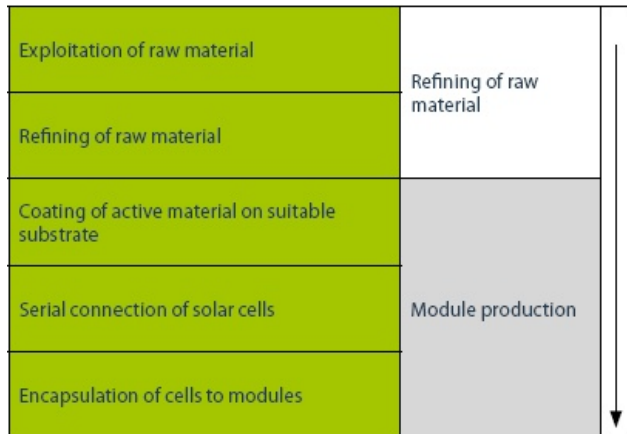 Exploitation of raw material
Refining of raw
material
Refining of raw material
Coating of active material on suitable
substrate
Serial connection of solar cells
Module production
Encapsulation of cells to modules